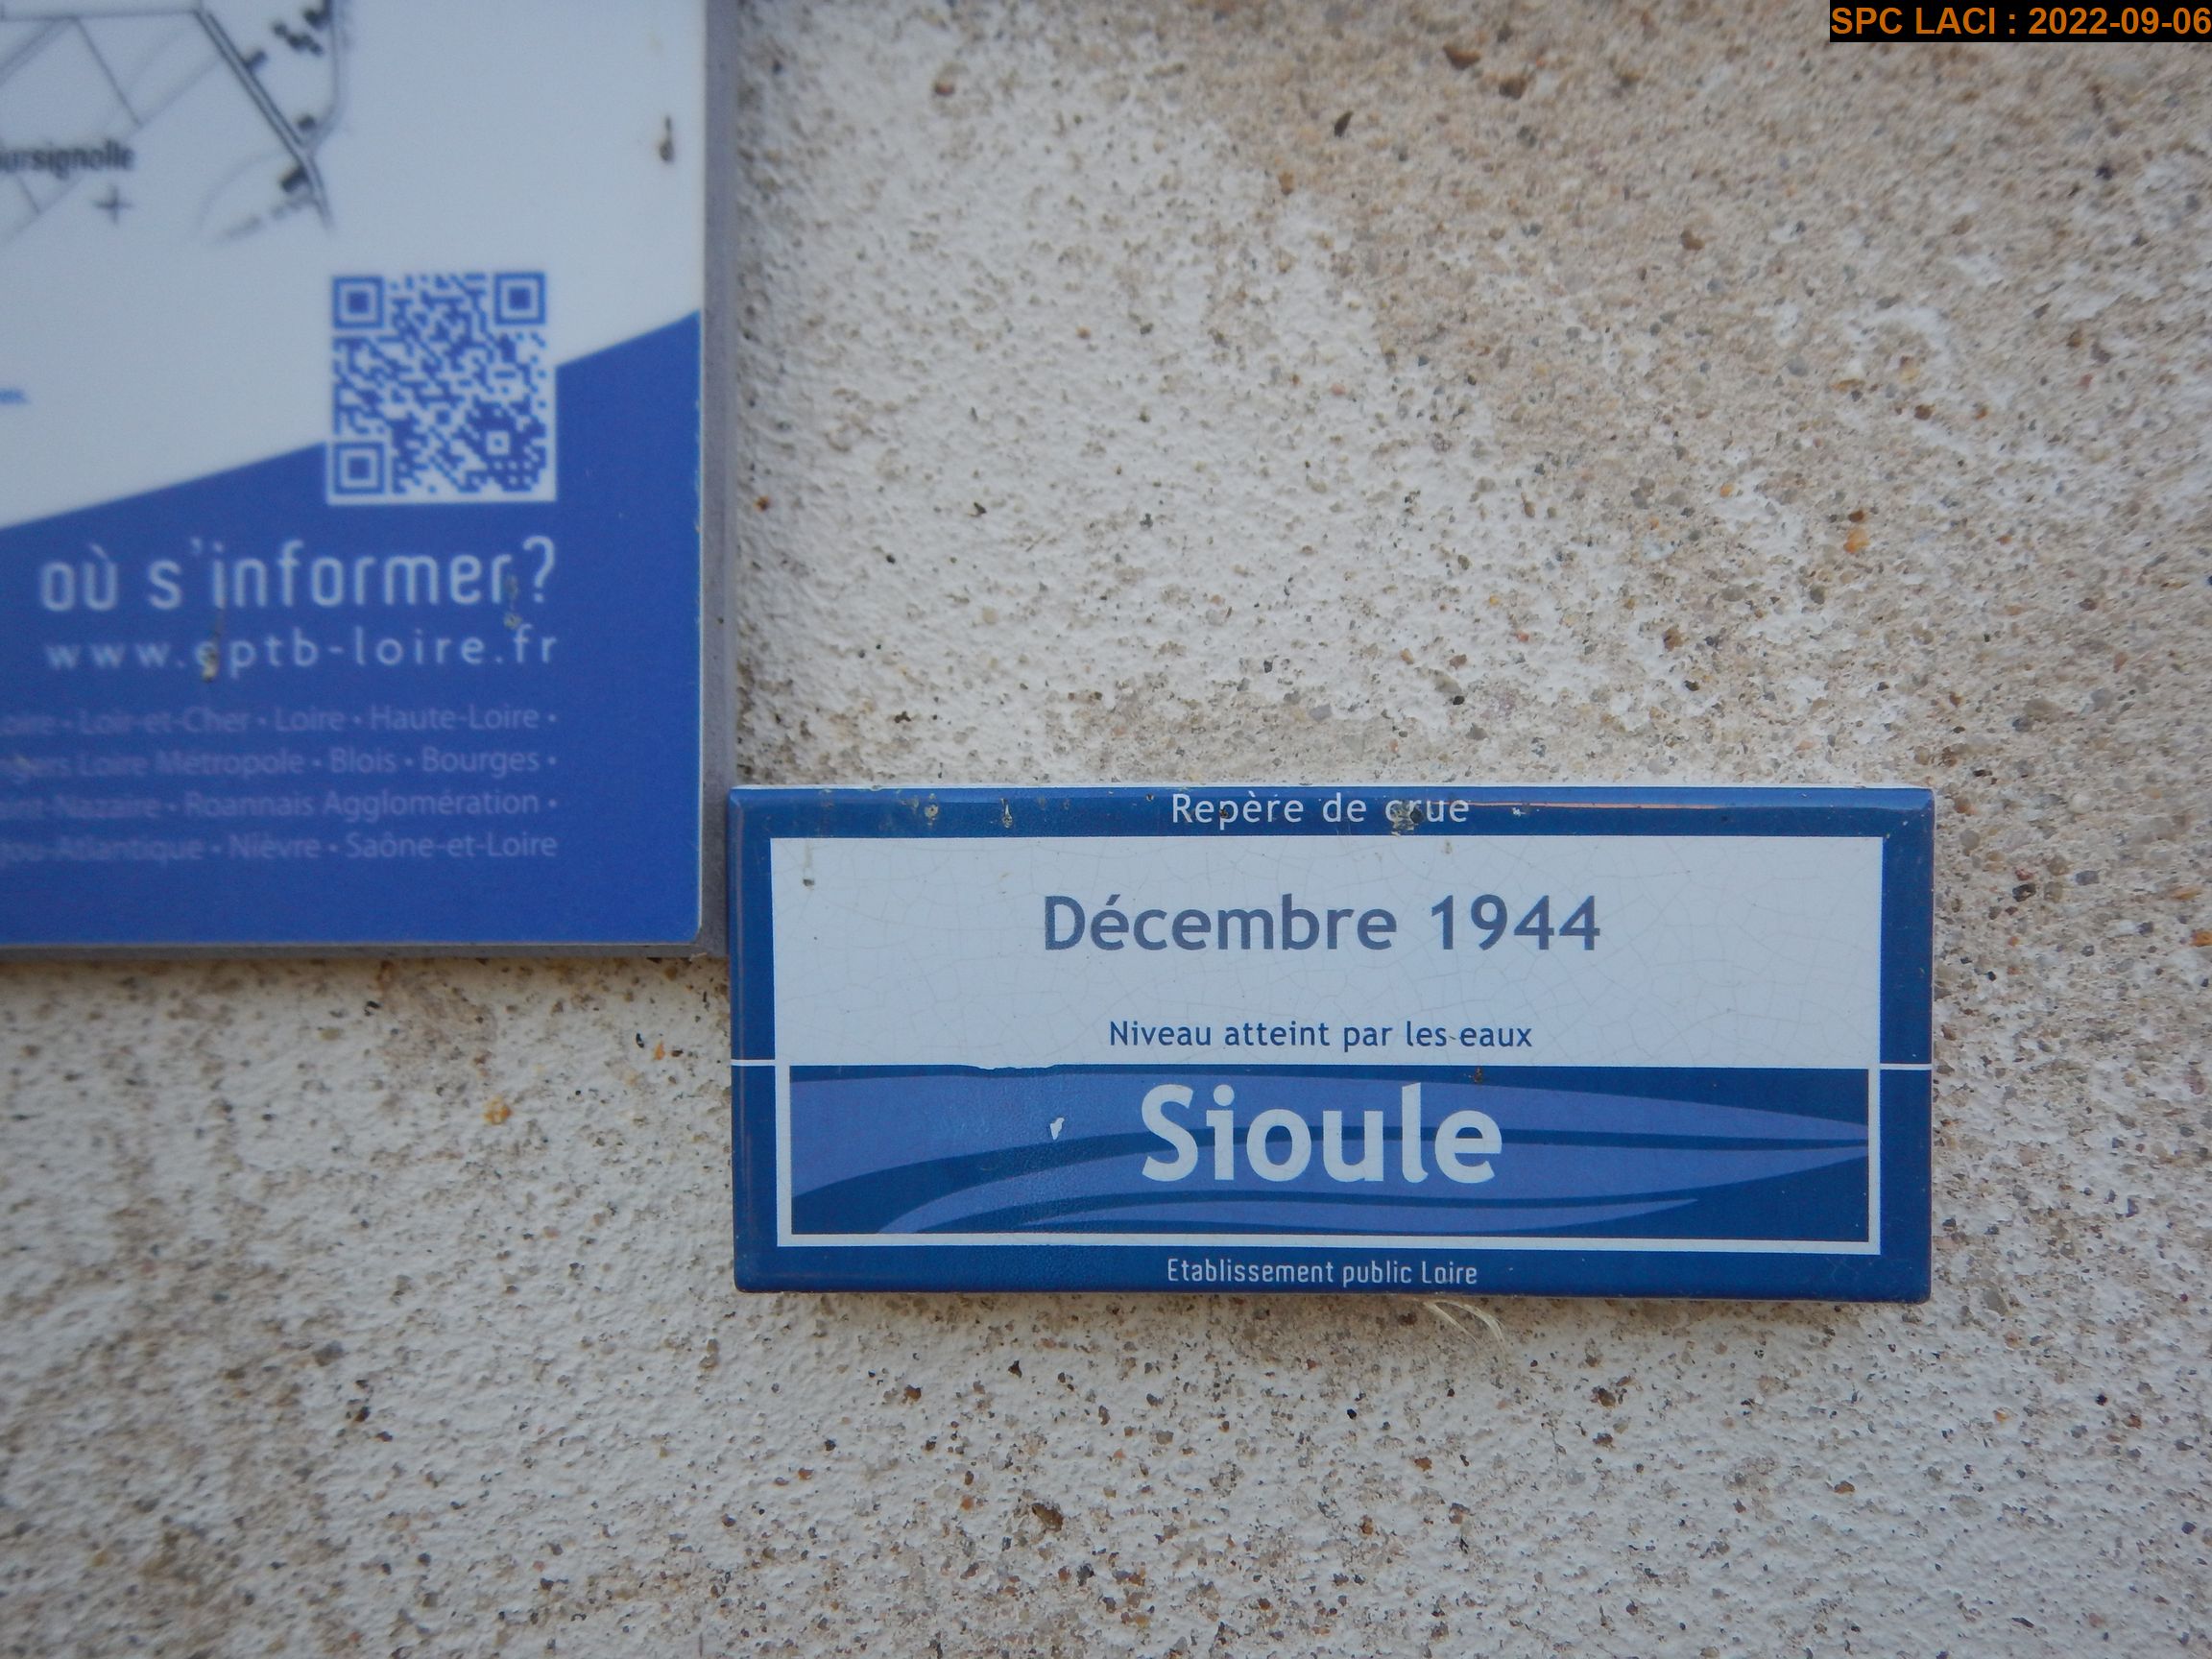 SPC LACI : 2022-09-06
où s'informer?
www.eptb-loire.fr
Loir-et-Cher • Loire • Haute-Loire •
Loire Métropole • Blois • Bourges •
Roannais Agglomération •
Nièvre • Saône-et-Loire
Repère de crue
Décembre 1944
Niveau atteint par les eaux
Sioule
Etablissement public Loire